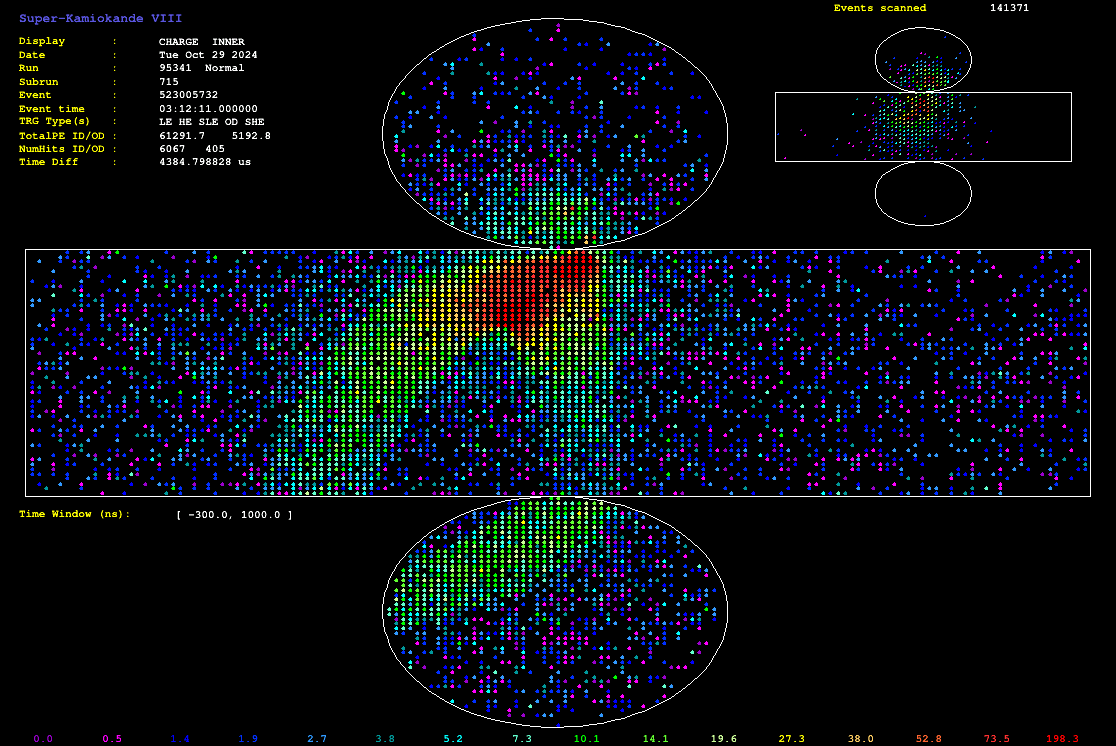 Super-Kamiokande VIII
Display : CHARGE INNER
Date : Tue Oct 29 2024
Run : 95341 Normal
Subrun : 715
Event : 523005732
Event time : 03:12:11.000000
TRG Type(s) : LE HE SLE OD SHE
TotalPE ID/OD : 61291.7 5192.8
NumHits ID/OD : 6067 405
Time Diff : 4384.798828 us
Events scanned 141371
Time Window (ns): [ -300.0, 1000.0 ]
0.0 0.5 1.4 1.9 2.7 3.8 5.2 7.3 10.1 14.1 19.6 27.3 38.0 52.8 73.5 198.3